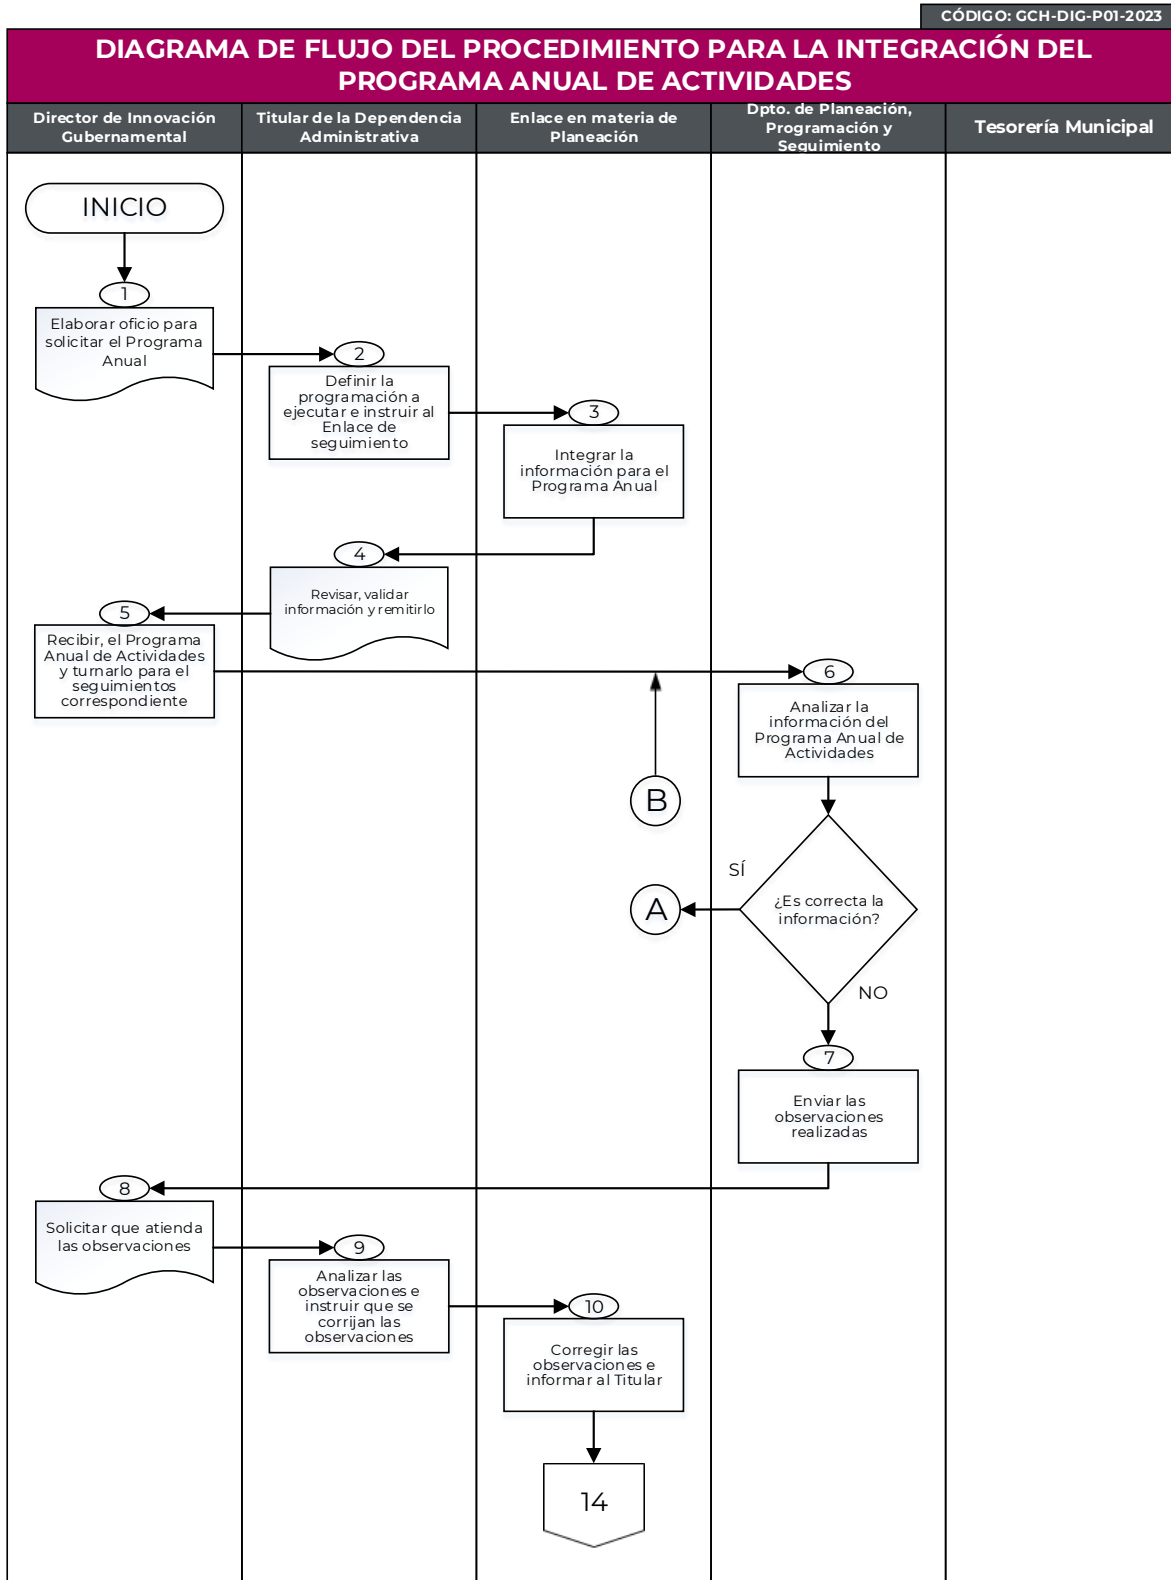 CÓDIGO: GCH-DIG-P01-2023
DIAGRAMA DE FLUJO DEL PROCEDIMIENTO PARA LA INTEGRACIÓN DEL
PROGRAMA ANUAL DE ACTIVIDADES
Director de Innovación
Gubernamental
Titular de la Dependencia
Administrativa
Enlace en materia de
Planeación
Dpto. de Planeación,
Programación y
Seguimiento
Tesorería Municipal
INICIO
1
Elaborar oficio para
solicitar el Programa
Anual
2
Definir la
programación a
ejecutar e instruir al
Enlace de
seguimiento
3
Integrar la
información para el
Programa Anual
4
Revisar, validar
información y remitirlo
5
Recibir, el Programa
Anual de Actividades
y turnarlo para el
seguimientos
correspondiente
6
Analizar la
información del
Programa Anual de
Actividades
B
SÍ
¿Es correcta la
información?
A
NO
7
Enviar las
observaciones
realizadas
8
Solicitar que atienda
las observaciones
9
Analizar las
observaciones e
instruir que se
corrijan las
observaciones
10
Corregir las
observaciones e
informar al Titular
14